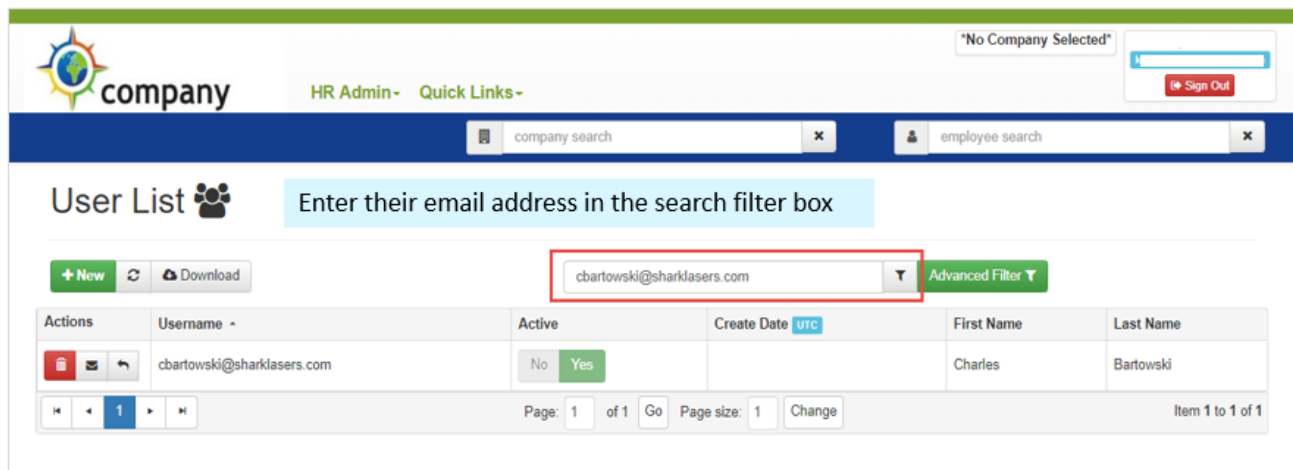 *No Company Selected*
company
HR Admin
Quick Links
Sign Out
company search
employee search
User List
Enter their email address in the search filter box
+ New
Download
cbartowski@sharklasers.com
Advanced Filter
Actions Username Active Create Date UTC First Name Last Name
cbartowski@sharklasers.com No Yes Charles Bartowski
1 Page: 1 of 1 Go Page size: 1 Change Item 1 to 1 of 1